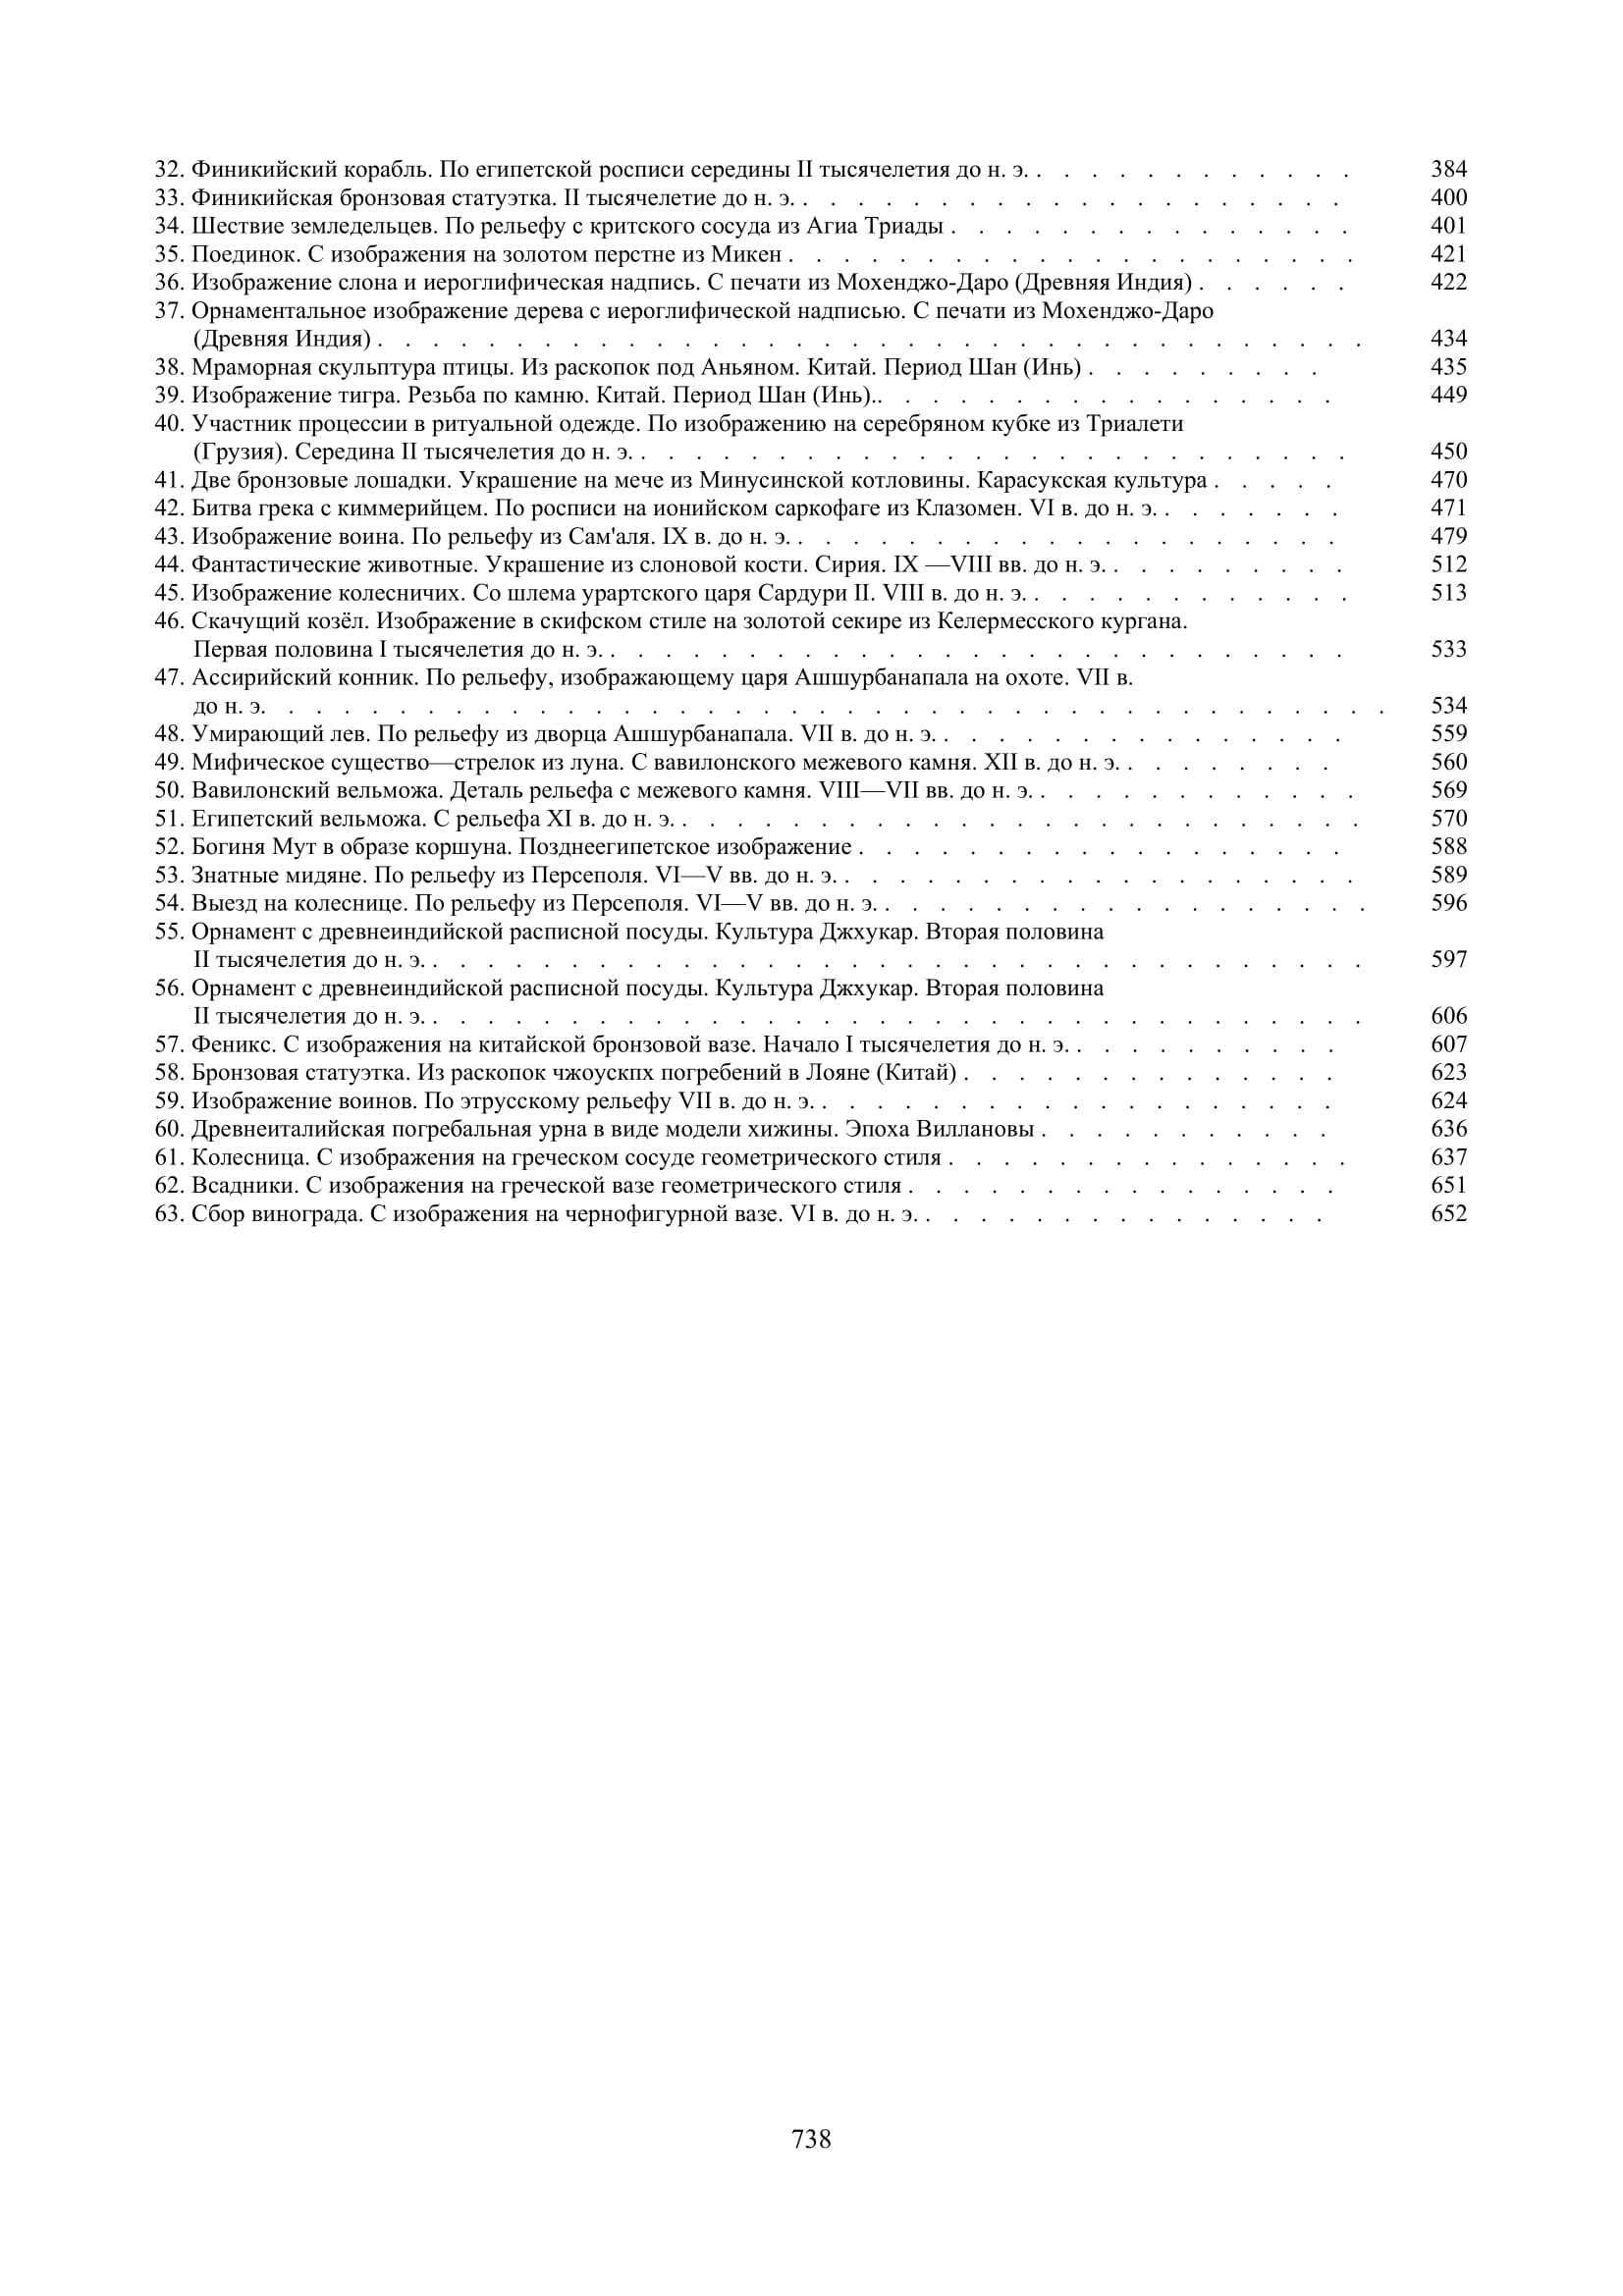 32. Финикийский корабль. По египетской росписи середины II тысячелетия до н. э. . . . . . . . . . . . . 384
33. Финикийская бронзовая статуэтка. II тысячелетие до н. э. . . . . . . . . . . . . . . . . . . . . 400
34. Шествие земледельцев. По рельефу с критского сосуда из Агиа Триады . . . . . . . . . . . . . . . 401
35. Поединок. С изображения на золотом перстне из Микен . . . . . . . . . . . . . . . . . . . . . 421
36. Изображение слона и иероглифическая надпись. С печати из Мохенджо-Даро (Древняя Индия) . . . . . . 422
37. Орнаментальное изображение дерева с иероглифической надписью. С печати из Мохенджо-Даро
(Древняя Индия) . . . . . . . . . . . . . . . . . . . . . . . . . . . . . . . . . . . . 434
38. Мраморная скульптура птицы. Из раскопок под Аньяном. Китай. Период Шан (Инь) . . . . . . . . . 435
39. Изображение тигра. Резьба по камню. Китай. Период Шан (Инь).. . . . . . . . . . . . . . . . . 449
40. Участник процессии в ритуальной одежде. По изображению на серебряном кубке из Триалети
(Грузия). Середина II тысячелетия до н. э. . . . . . . . . . . . . . . . . . . . . . . . . . . 450
41. Две бронзовые лошадки. Украшение на мече из Минусинской котловины. Карасукская культура . . . . . 470
42. Битва грека с киммерийцем. По росписи на ионийском саркофаге из Клазомен. VI в. до н. э. . . . . . . . 471
43. Изображение воина. По рельефу из Сам'аля. IX в. до н. э. . . . . . . . . . . . . . . . . . . . . 479
44. Фантастические животные. Украшение из слоновой кости. Сирия. IX —VIII вв. до н. э. . . . . . . . . . 512
45. Изображение колесничих. Со шлема урартского царя Сардури II. VIII в. до н. э. . . . . . . . . . . . . 513
46. Скачущий козёл. Изображение в скифском стиле на золотой секире из Келермесского кургана.
Первая половина I тысячелетия до н. э. . . . . . . . . . . . . . . . . . . . . . . . . . . . 533
47. Ассирийский конник. По рельефу, изображающему царя Ашшурбанапала на охоте. VII в.
до н. э. . . . . . . . . . . . . . . . . . . . . . . . . . . . . . . . . . . . . . . . . 534
48. Умирающий лев. По рельефу из дворца Ашшурбанапала. VII в. до н. э. . . . . . . . . . . . . . . . 559
49. Мифическое существо—стрелок из луна. С вавилонского межевого камня. XII в. до н. э. . . . . . . . . 560
50. Вавилонский вельможа. Деталь рельефа с межевого камня. VIII—VII вв. до н. э. . . . . . . . . . . . . 569
51. Египетский вельможа. С рельефа XI в. до н. э. . . . . . . . . . . . . . . . . . . . . . . . . . 570
52. Богиня Мут в образе коршуна. Позднеегипетское изображение . . . . . . . . . . . . . . . . . . 588
53. Знатные мидяне. По рельефу из Персеполя. VI—V вв. до н. э. . . . . . . . . . . . . . . . . . . . 589
54. Выезд на колеснице. По рельефу из Персеполя. VI—V вв. до н. э. . . . . . . . . . . . . . . . . . . 596
55. Орнамент с древнеиндийской расписной посуды. Культура Джхукар. Вторая половина
II тысячелетия до н. э. . . . . . . . . . . . . . . . . . . . . . . . . . . . . . . . . . . 597
56. Орнамент с древнеиндийской расписной посуды. Культура Джхукар. Вторая половина
II тысячелетия до н. э. . . . . . . . . . . . . . . . . . . . . . . . . . . . . . . . . . . 606
57. Феникс. С изображения на китайской бронзовой вазе. Начало I тысячелетия до н. э. . . . . . . . . . . 607
58. Бронзовая статуэтка. Из раскопок чжоускпх погребений в Лояне (Китай) . . . . . . . . . . . . . . 623
59. Изображение воинов. По этрусскому рельефу VII в. до н. э. . . . . . . . . . . . . . . . . . . . 624
60. Древнеиталийская погребальная урна в виде модели хижины. Эпоха Виллановы . . . . . . . . . . . 636
61. Колесница. С изображения на греческом сосуде геометрического стиля . . . . . . . . . . . . . . . 637
62. Всадники. С изображения на греческой вазе геометрического стиля . . . . . . . . . . . . . . . . 651
63. Сбор винограда. С изображения на чернофигурной вазе. VI в. до н. э. . . . . . . . . . . . . . . . 652
738